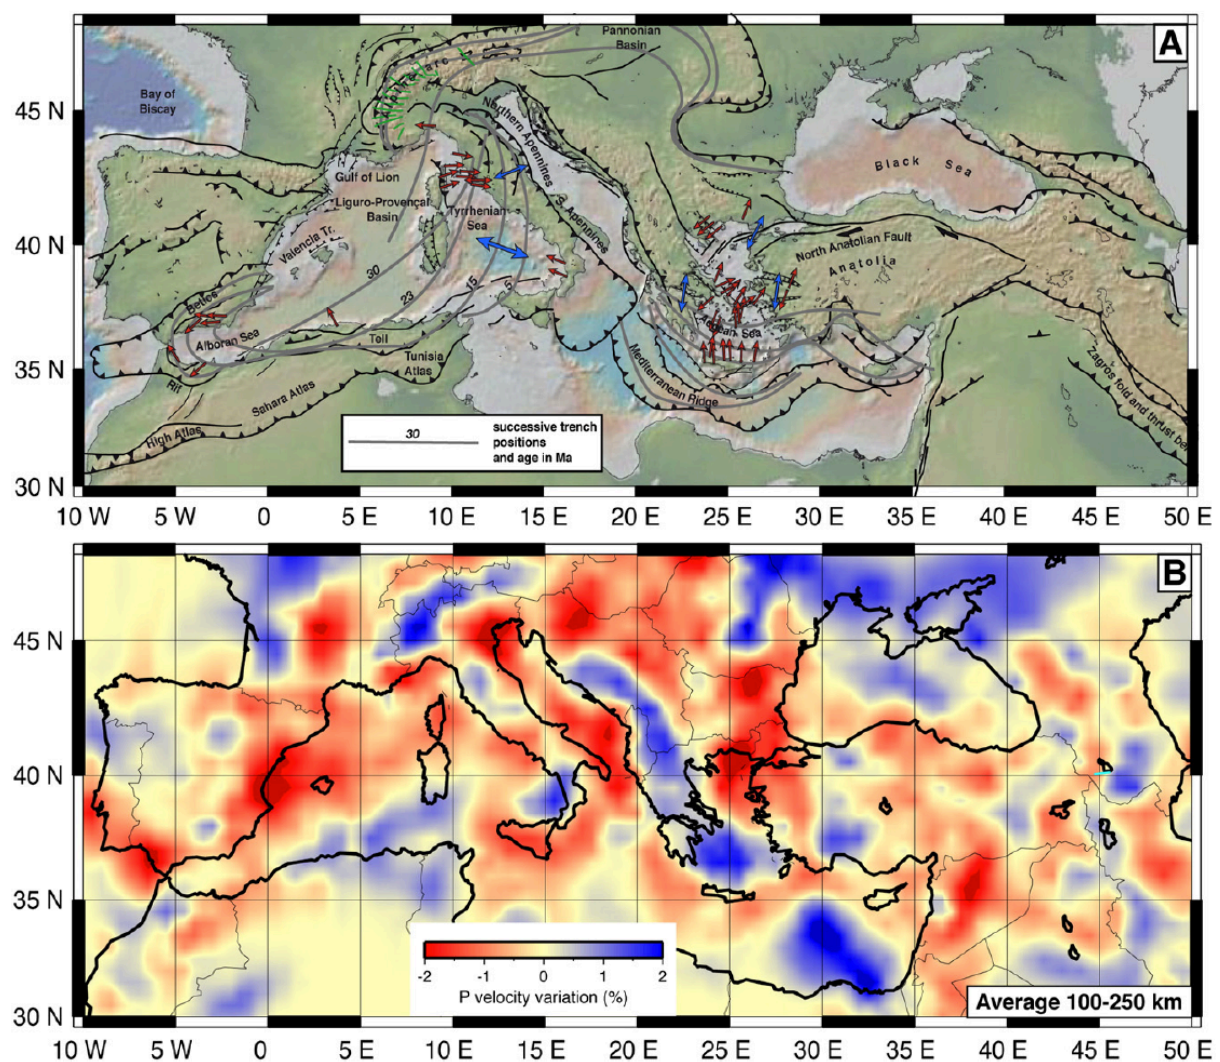 A
Pannonian
Basin
Bay of
Biscay
45 N
Northern Apennines
Black Sea
Gulf of Lion
Liguro-Provençal
Basin
Tyrrhenian
Sea
S. Apennines
Valencia Tr.
40 N
North Anatolian Fault
Anatolia
30
23
15
5
Betics
Alboran Sea
Aegean Sea
Tell
Tunisia
Atlas
35 N
Rif
Mediterranean Ridge
Sahara Atlas
High Atlas
Zagros fold and thrust belt
30
successive trench
positions
and age in Ma
30 N
10 W 5 W 0 5 E 10 E 15 E 20 E 25 E 30 E 35 E 40 E 45 E 50 E
B
45 N
40 N
35 N
-2 -1 0 1 2
P velocity variation (%)
Average 100-250 km
30 N
10 W 5 W 0 5 E 10 E 15 E 20 E 25 E 30 E 35 E 40 E 45 E 50 E